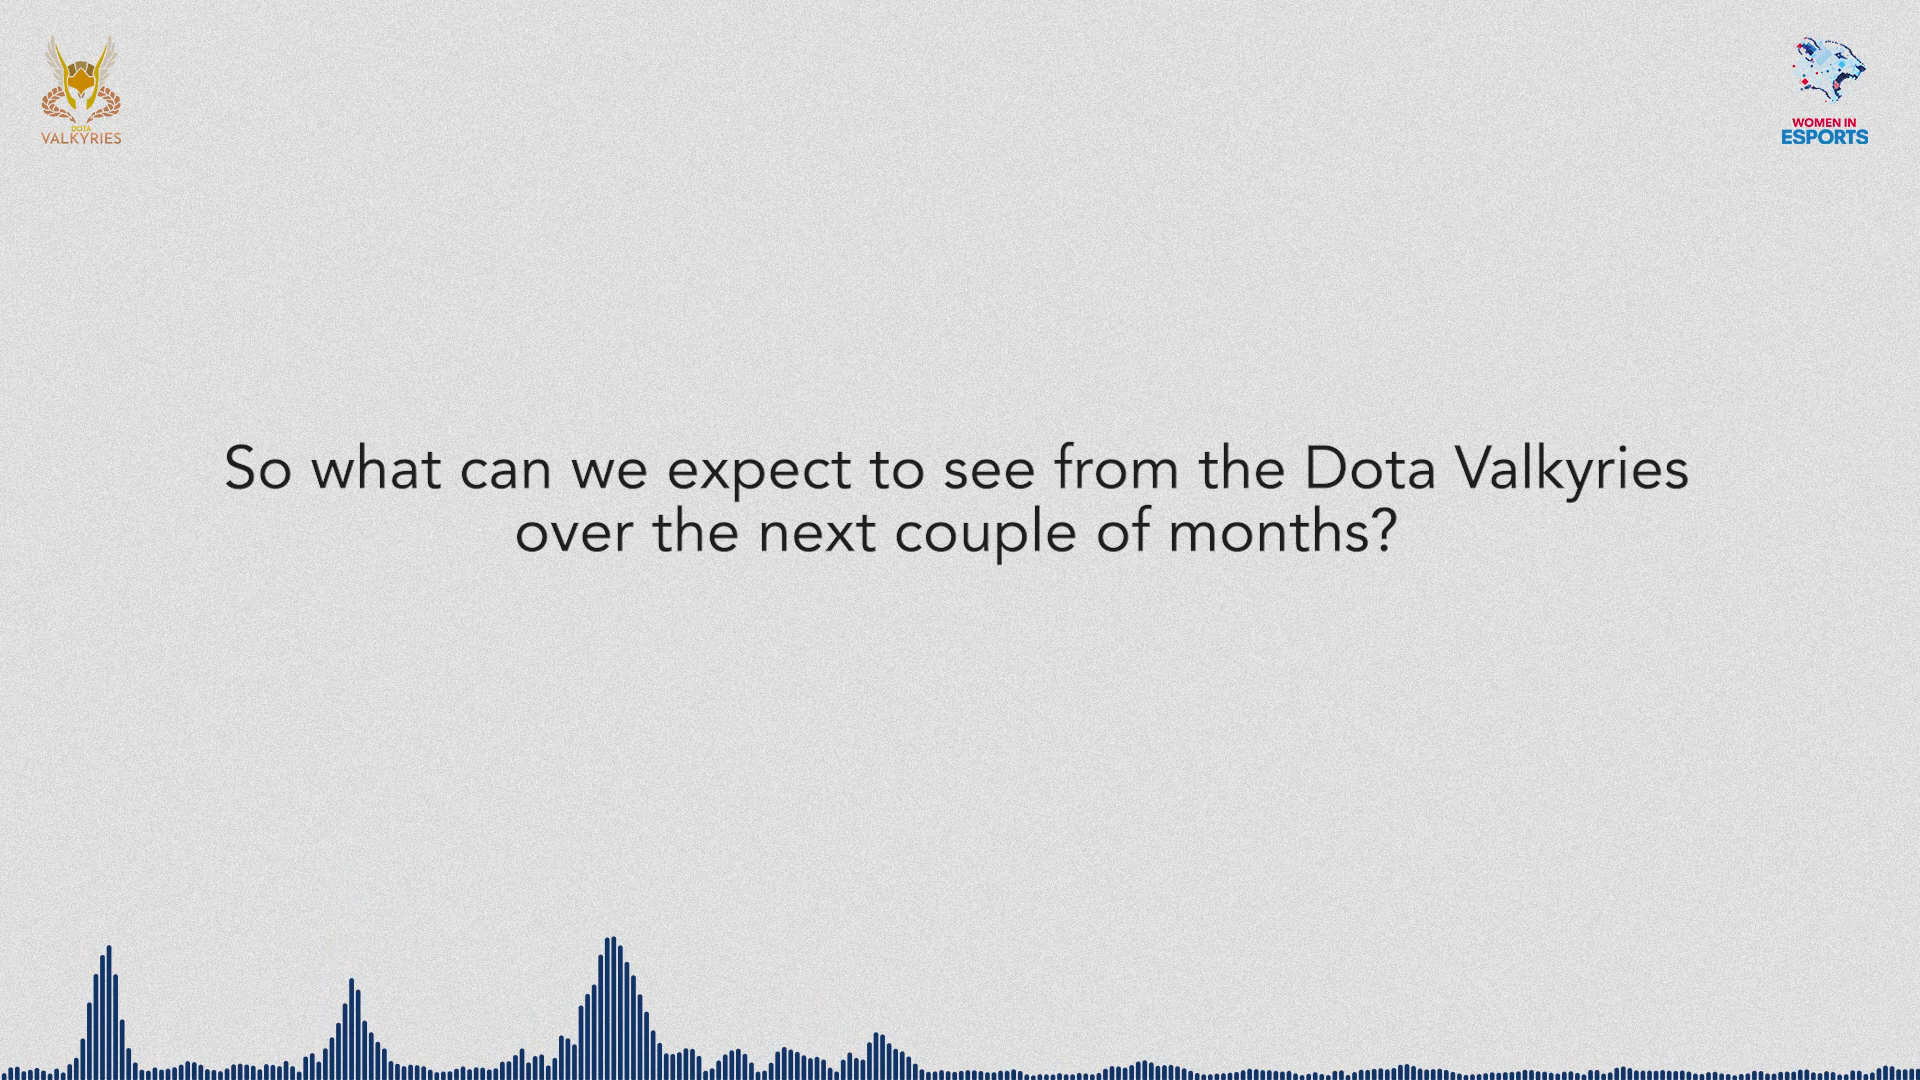 DOTA
VALKYRIES
WOMEN IN
ESPORTS
So what can we expect to see from the Dota Valkyries
over the next couple of months?